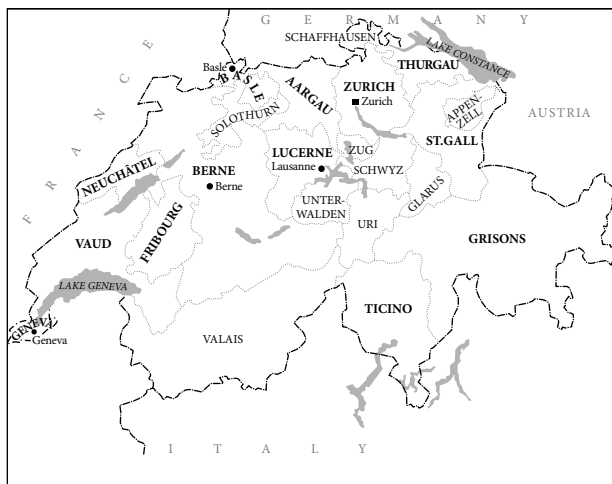 G E R M A N Y
SCHAFFHAUSEN
LAKE CONSTANCE
F R A N C E
Basle
BASLE
THURGAU
AARGAU
ZURICH
Zurich
APPEN-
ZELL
AUSTRIA
SOLOTHURN
ST.GALL
LUCERNE
ZUG
NEUCHÂTEL
BERNE
Lausanne
SCHWYZ
Berne
UNTER-
WALDEN
GLARUS
FRIBOURG
URI
VAUD
GRISONS
LAKE GENEVA
TICINO
GENEVA
Geneva
VALAIS
I T A L Y